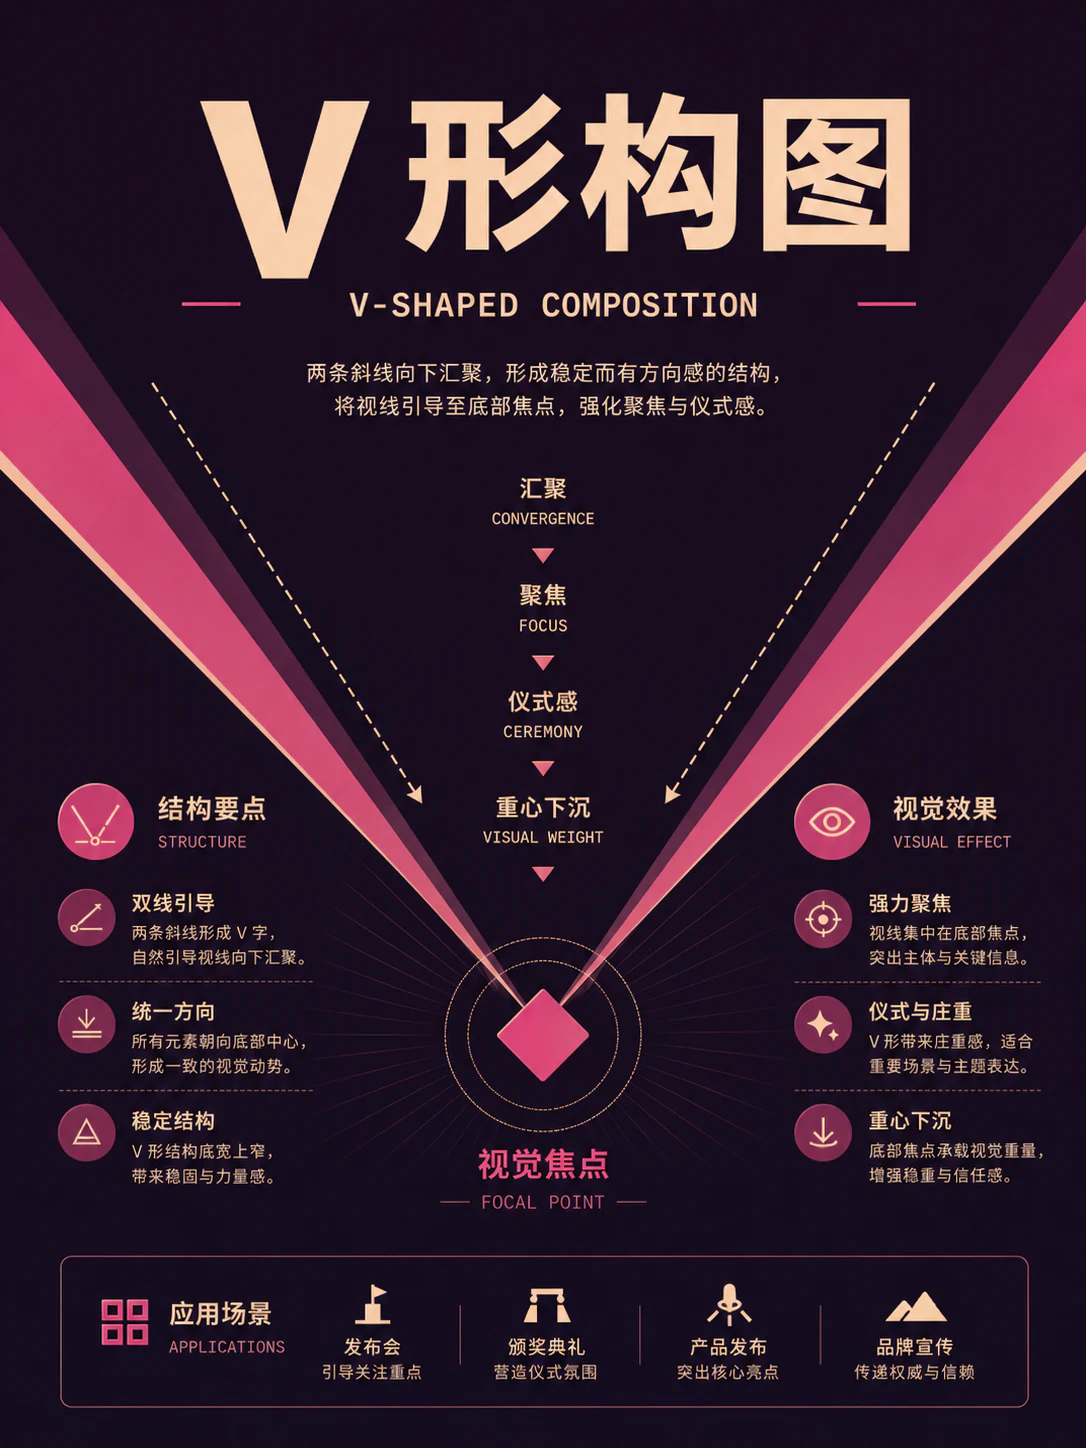 V 形构图
V-SHAPED COMPOSITION
两条斜线向下汇聚，形成稳定而有方向感的结构，
将视线引导至底部焦点，强化聚焦与仪式感。
汇聚
CONVERGENCE
聚焦
FOCUS
仪式感
CEREMONY
重心下沉
VISUAL WEIGHT
结构要点
STRUCTURE
双线引导
两条斜线形成 V 字，
自然引导视线向下汇聚。
统一方向
所有元素朝向底部中心，
形成一致的视觉动势。
稳定结构
V 形结构底宽上窄，
带来稳固与力量感。
视觉效果
VISUAL EFFECT
强力聚焦
视线集中在底部焦点，
突出主体与关键信息。
仪式与庄重
V 形带来庄重感，适合
重要场景与主题表达。
重心下沉
底部焦点承载视觉重量，
增强稳重与信任感。
视觉焦点
FOCAL POINT
应用场景
APPLICATIONS
发布会
引导关注重点
颁奖典礼
营造仪式氛围
产品发布
突出核心亮点
品牌宣传
传递权威与信赖